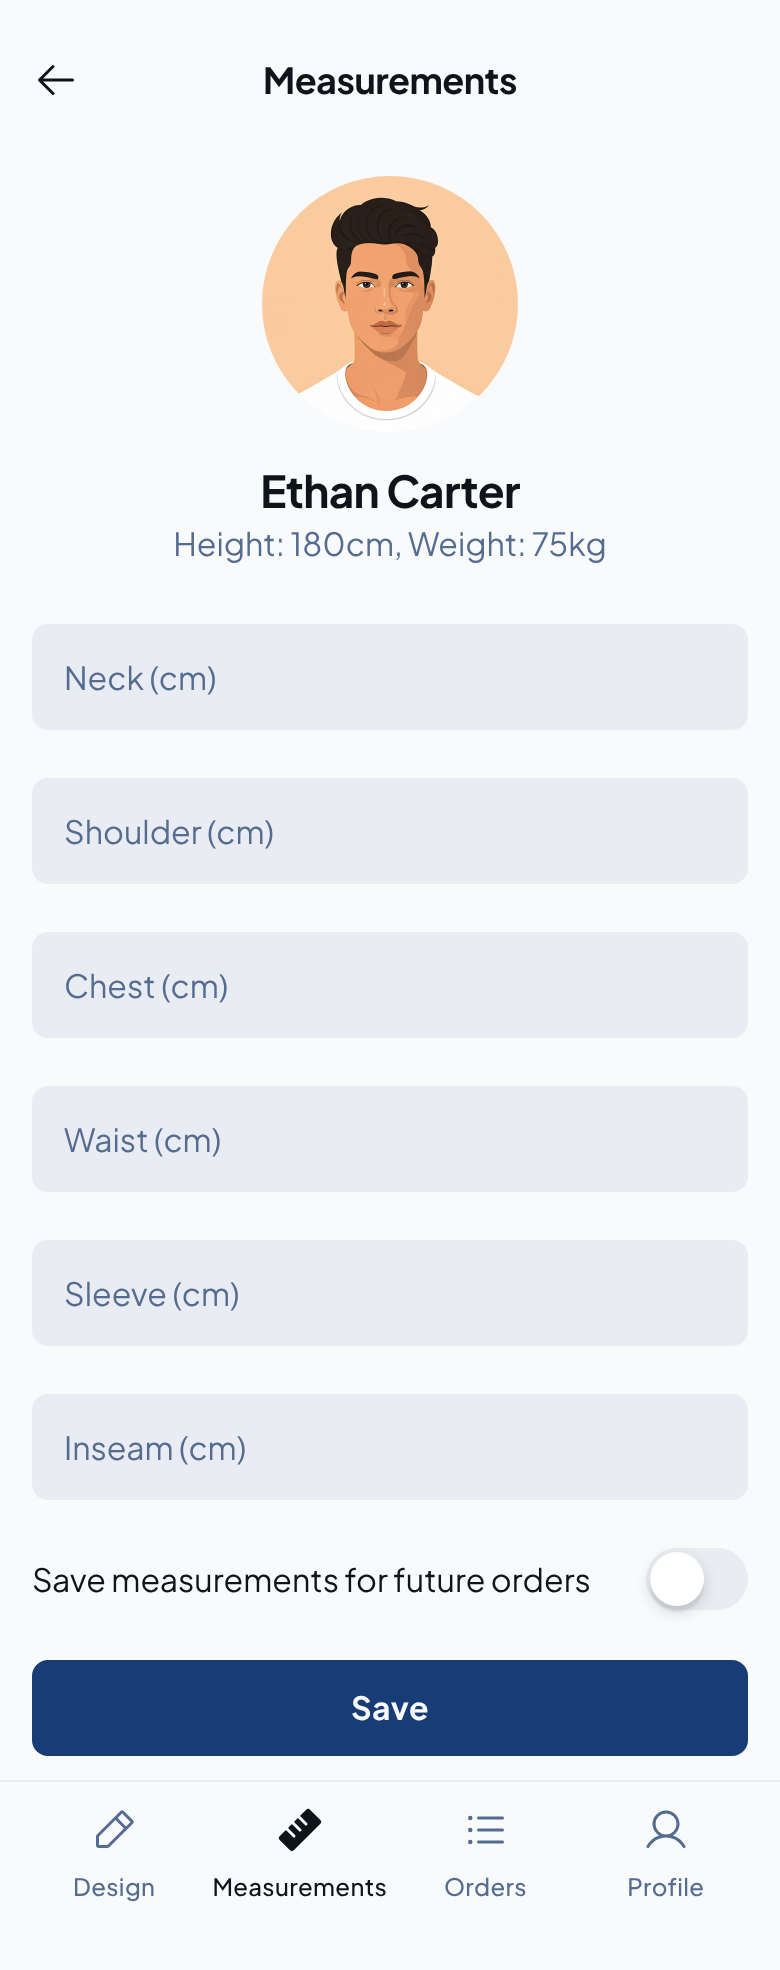 Measurements
Ethan Carter
Height: 180cm, Weight: 75kg
Neck (cm)
Shoulder (cm)
Chest (cm)
Waist (cm)
Sleeve (cm)
Inseam (cm)
Save measurements for future orders
Save
Design
Measurements
Orders
Profile